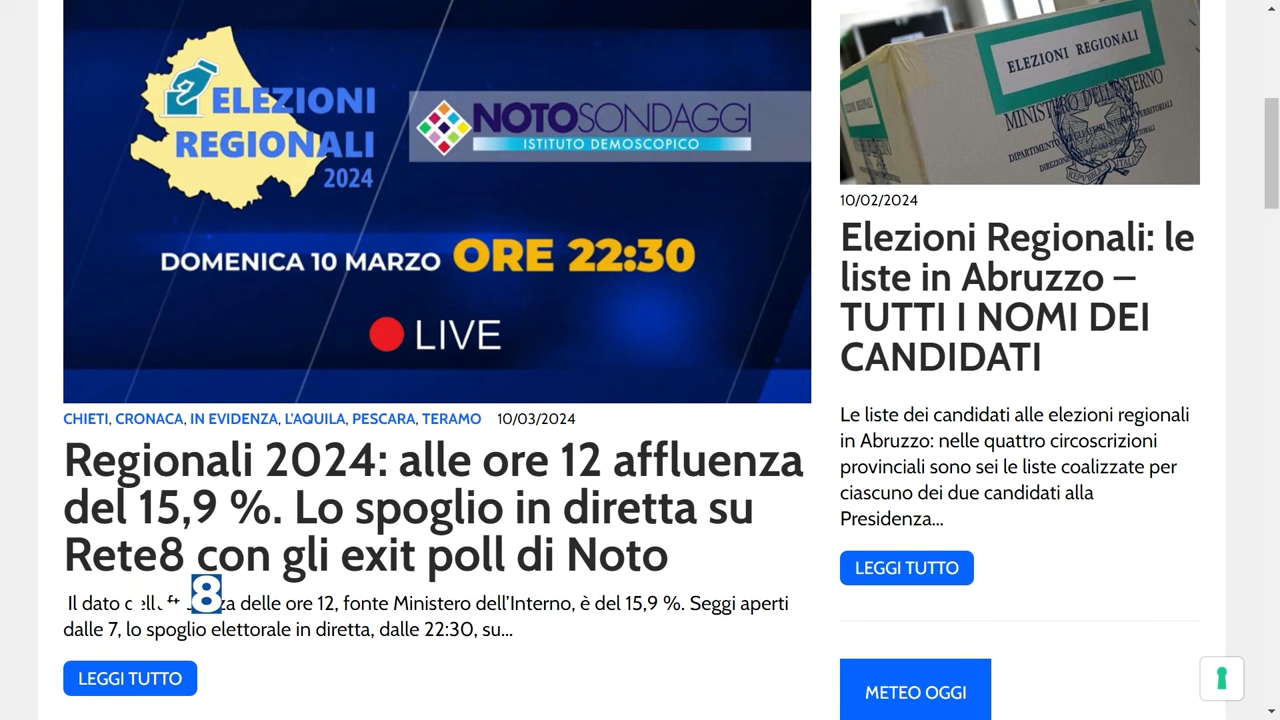 ELEZIONI
REGIONALI
2024
NOTOSONDAGGI
ISTITUTO DEMOSCOPICO
DOMENICA 10 MARZO ORE 22:30
LIVE
CHIETI, CRONACA, IN EVIDENZA, L'AQUILA, PESCARA, TERAMO 10/03/2024
Regionali 2024: alle ore 12 affluenza
del 15,9 %. Lo spoglio in diretta su
Rete8 con gli exit poll di Noto
8
Il dato delle ore 12, fonte Ministero dell'Interno, è del 15,9 %. Seggi aperti
dalle 7, lo spoglio elettorale in diretta, dalle 22:30, su...
LEGGI TUTTO
ELEZIONI REGIONALI
MINISTERO DELL'INTERNO
REPVBBLICA ITALIANA
10/02/2024
Elezioni Regionali: le
liste in Abruzzo –
TUTTI I NOMI DEI
CANDIDATI
Le liste dei candidati alle elezioni regionali
in Abruzzo: nelle quattro circoscrizioni
provinciali sono sei le liste coalizzate per
ciascuno dei due candidati alla
Presidenza...
LEGGI TUTTO
METEO OGGI